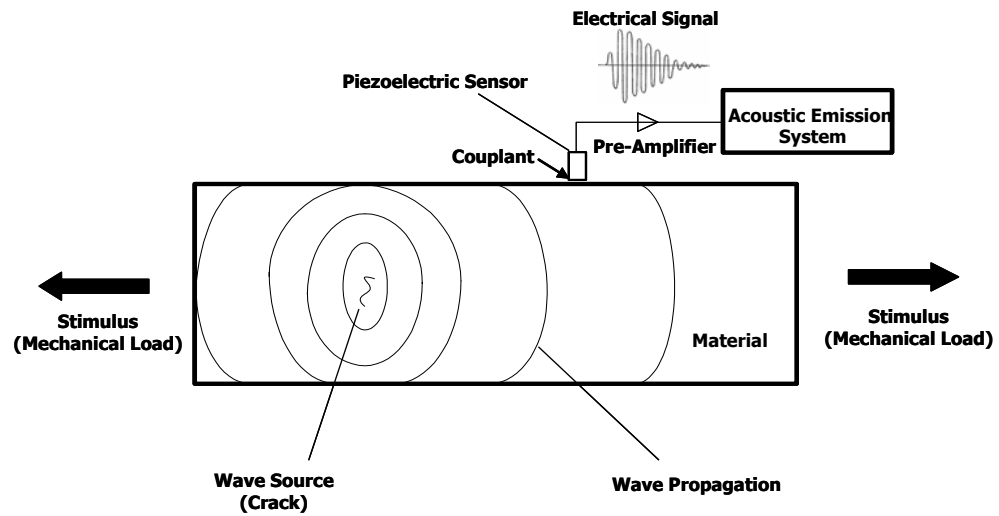 Electrical Signal
Piezoelectric Sensor
Acoustic Emission
System
Pre-Amplifier
Couplant
Stimulus
(Mechanical Load)
Material
Stimulus
(Mechanical Load)
Wave Source
(Crack)
Wave Propagation